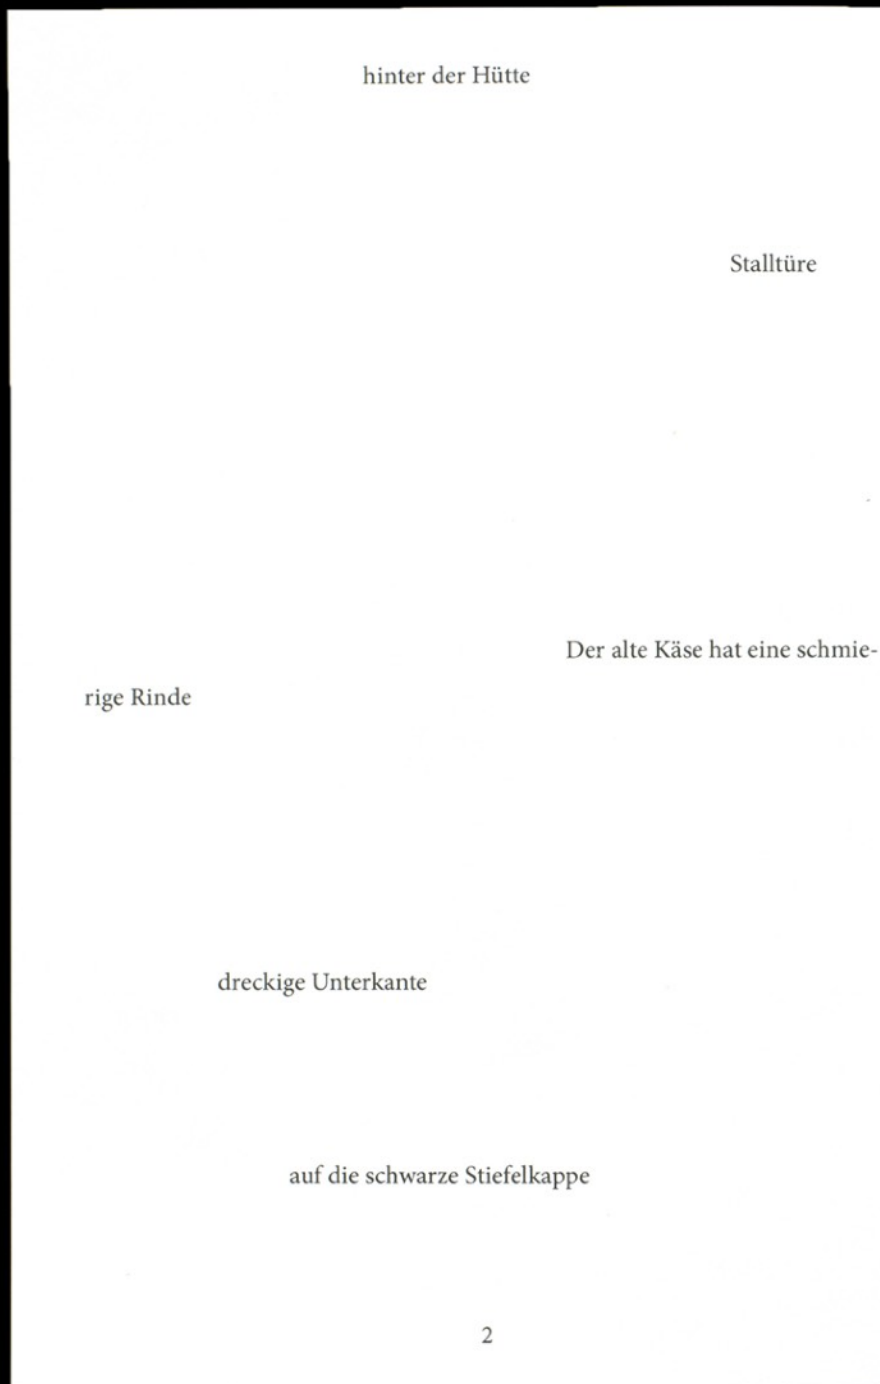 hinter der Hütte
Stalltüre
Der alte Käse hat eine schmie-
rige Rinde
dreckige Unterkante
auf die schwarze Stiefelkappe
2